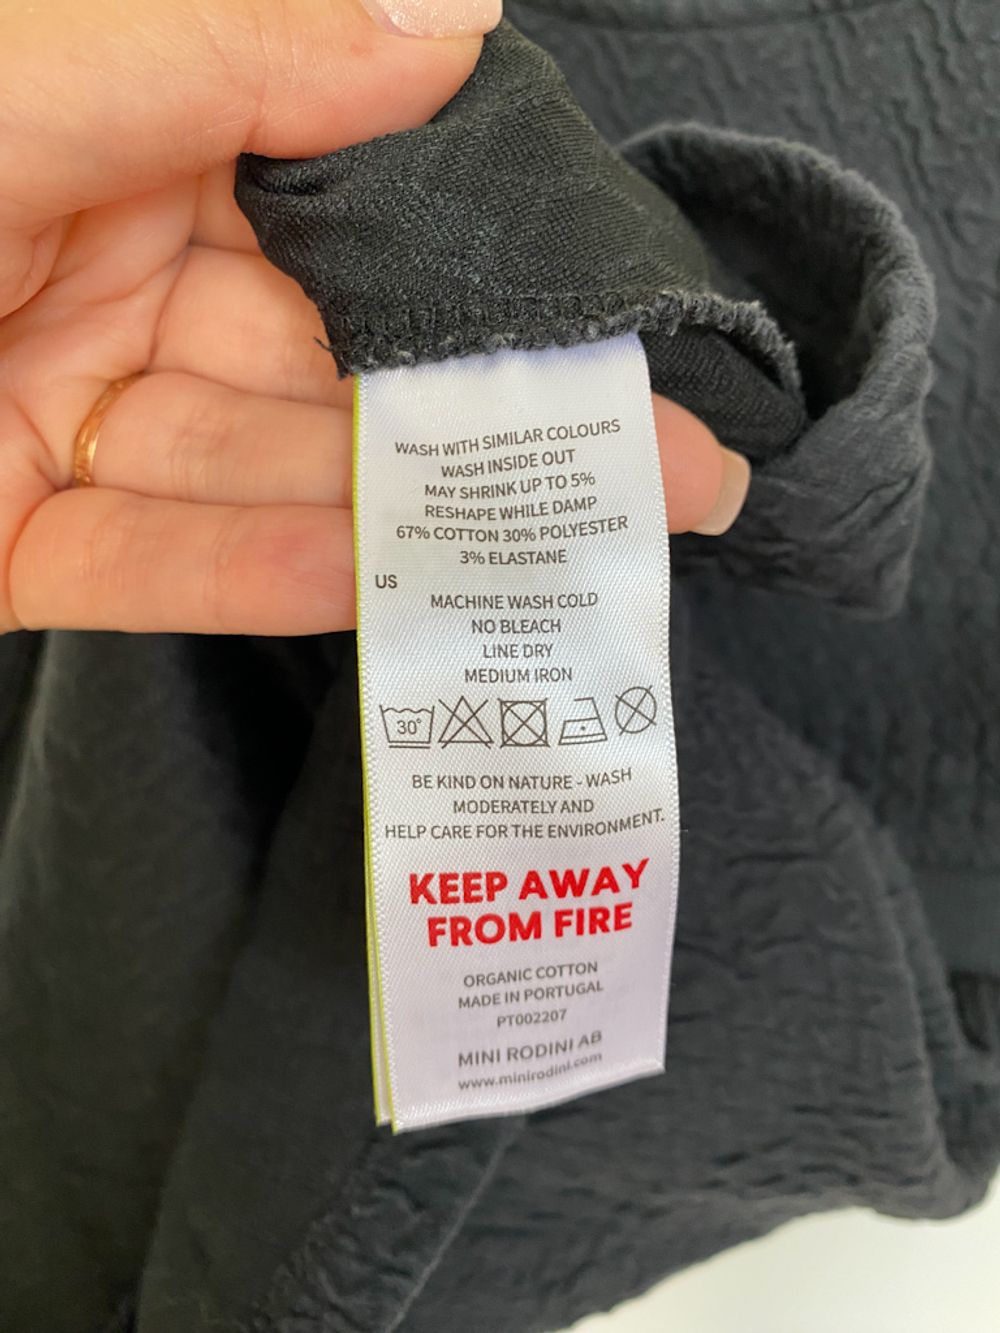 WASH WITH SIMILAR COLOURS
WASH INSIDE OUT
MAY SHRINK UP TO 5%
RESHAPE WHILE DAMP
67% COTTON 30% POLYESTER
3% ELASTANE
US
MACHINE WASH COLD
NO BLEACH
LINE DRY
MEDIUM IRON
30°
BE KIND ON NATURE - WASH
MODERATELY AND
HELP CARE FOR THE ENVIRONMENT.
KEEP AWAY
FROM FIRE
ORGANIC COTTON
MADE IN PORTUGAL
PT002207
MINI RODINI AB
www.minirodini.com